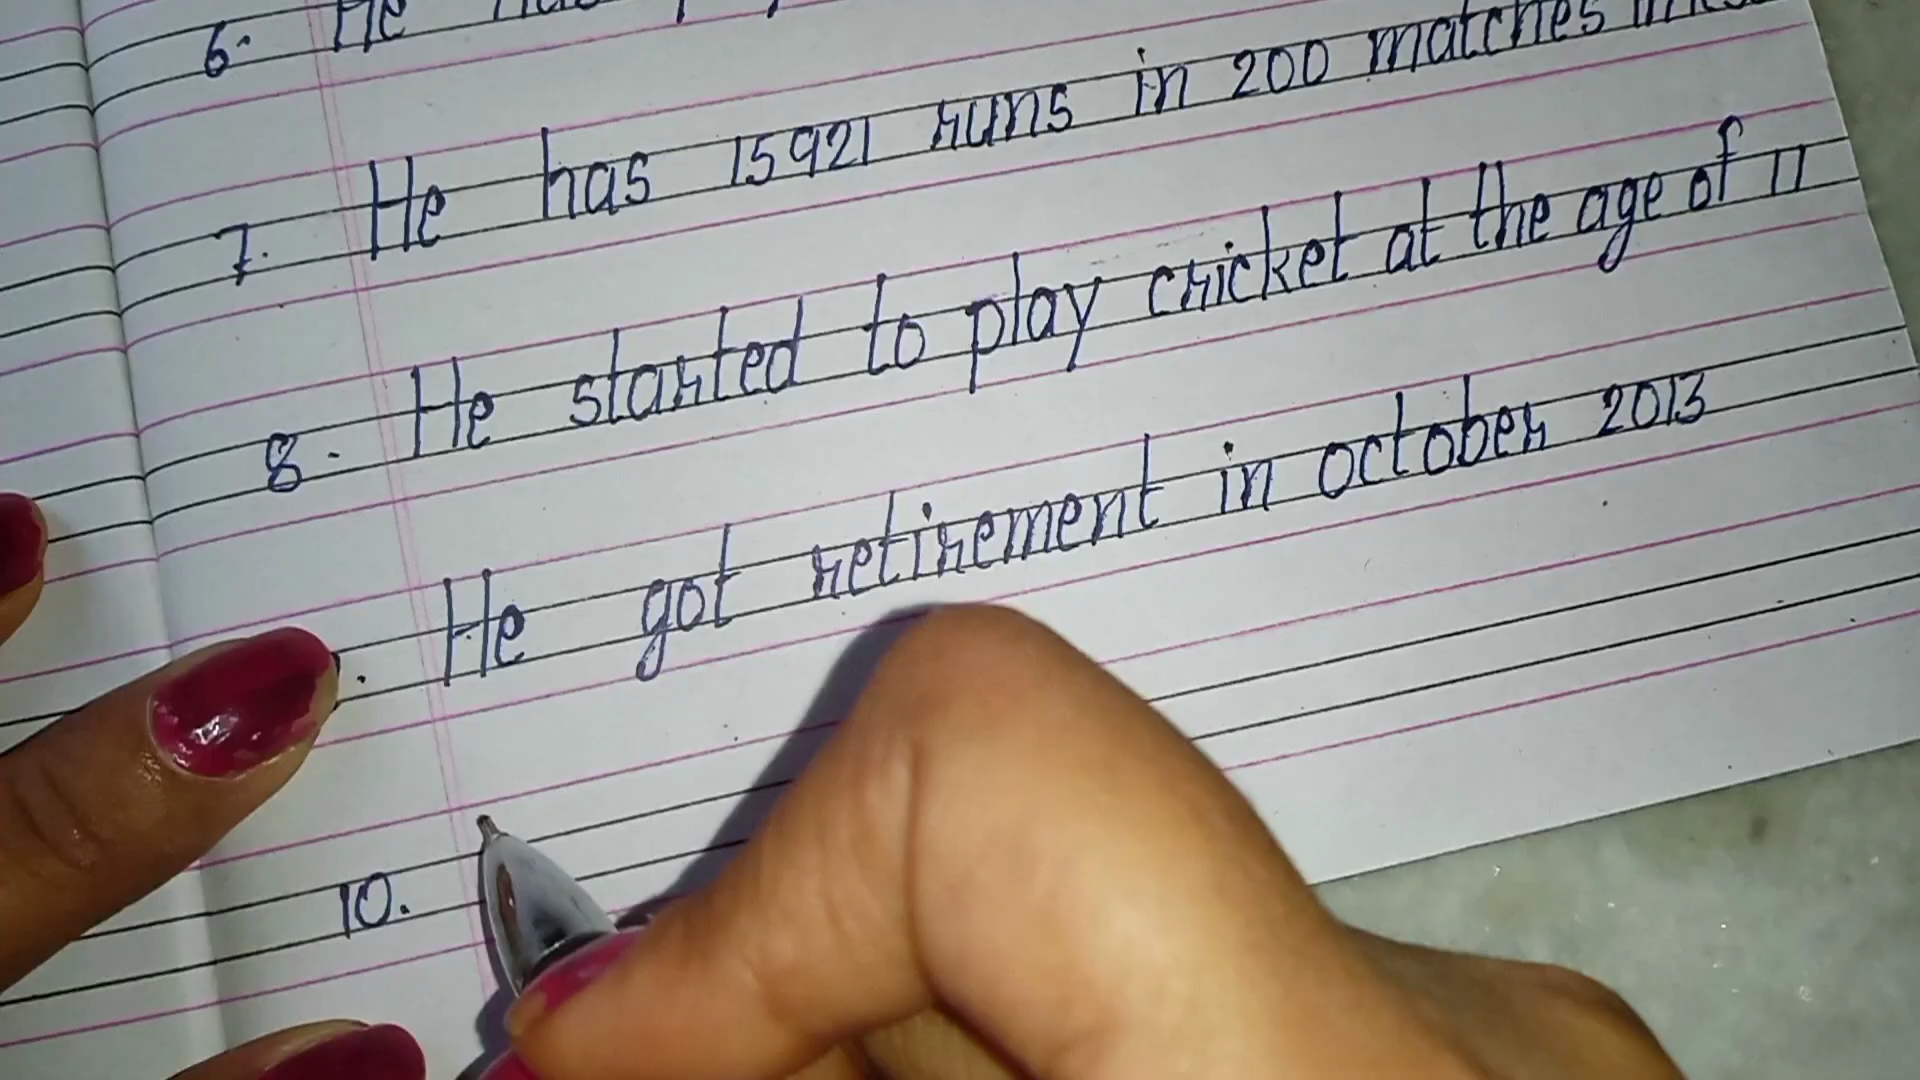 6. He has
7. He has 15921 runs in 200 matches
8. He started to play cricket at the age of 11
. He got retirement in october 2013
10.